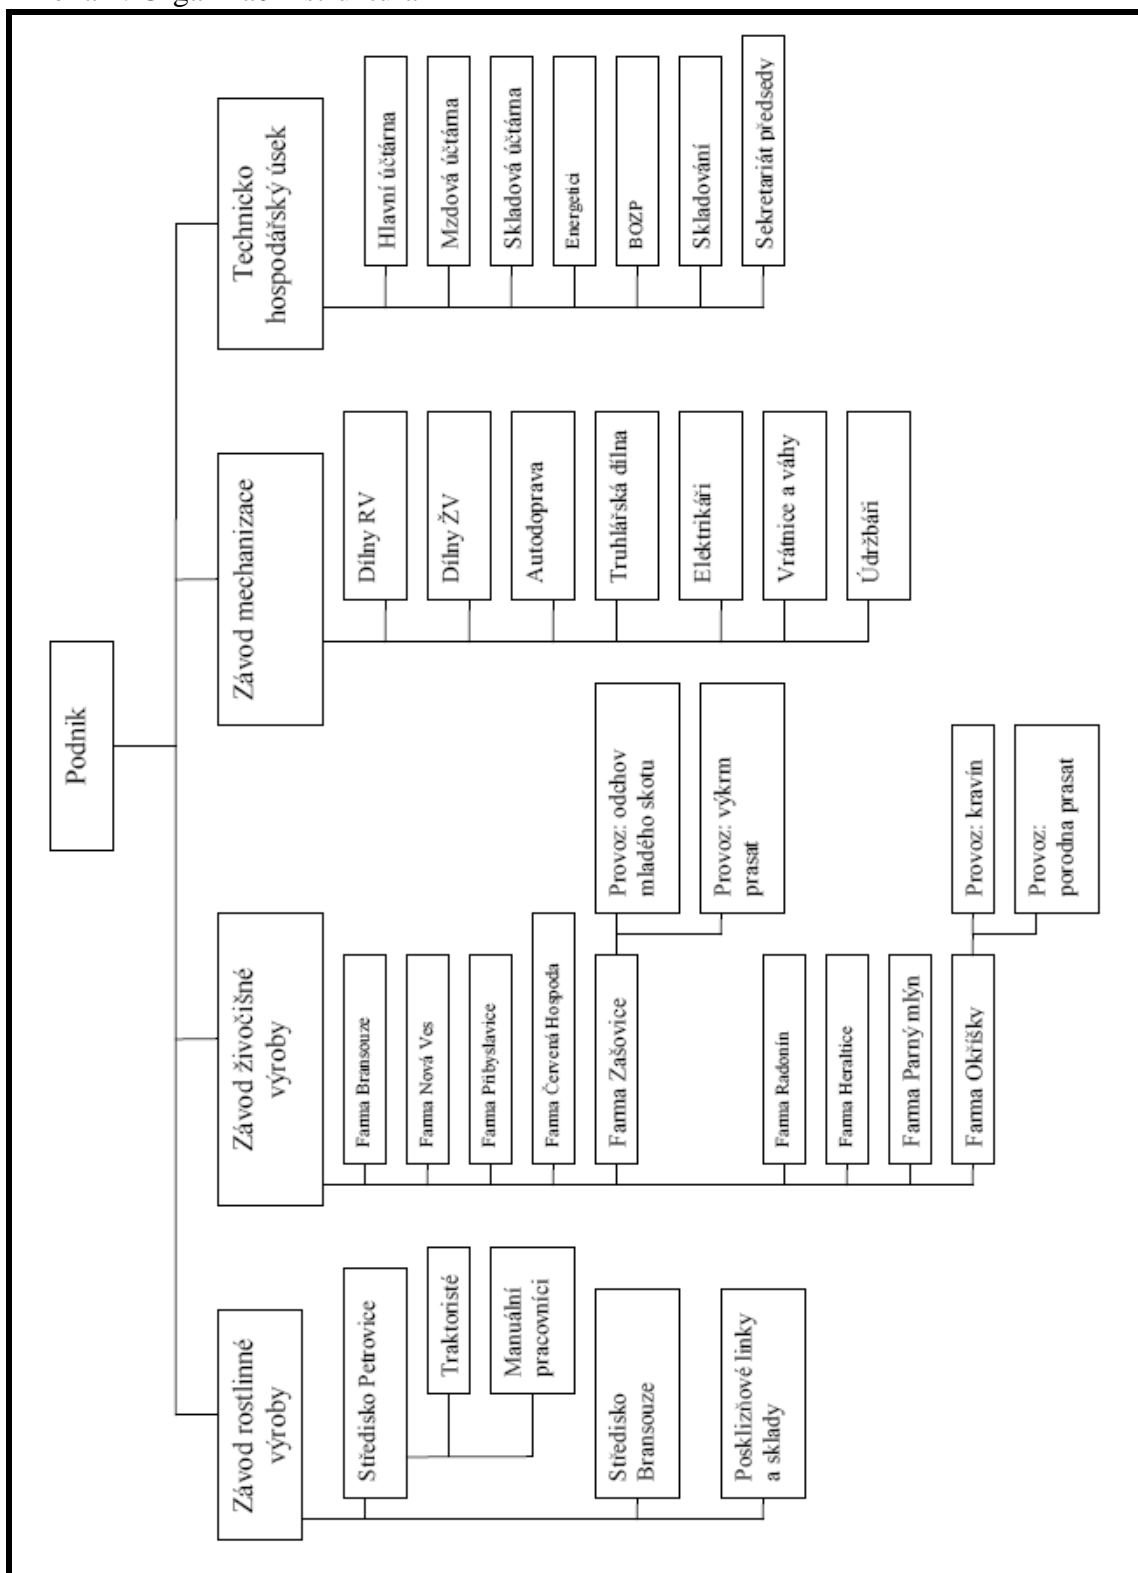 Podnik
Závod rostlinné
výroby
Středisko Petrovice
Traktoristé
Manuální
pracovníci
Středisko
Bransouze
Posklizňové linky
a sklady
Závod živočišné
výroby
Farma Bransouze
Farma Nová Ves
Farma Přibyslavice
Farma Červená Hospoda
Farma Zašovice
Provoz: odchov
mladého skotu
Provoz: výkrm
prasat
Farma Radonín
Farma Heraltice
Farma Parný mlýn
Farma Okříšky
Provoz: kravín
Provoz:
porodna prasat
Závod mechanizace
Dílny RV
Dílny ŽV
Autodoprava
Truhlářská dílna
Elektrikáři
Vrátnice a váhy
Údržbáři
Technicko
hospodářský úsek
Hlavní účtárna
Mzdová účtárna
Skladová účtárna
Energetici
BOZP
Skladování
Sekretariát předsedy